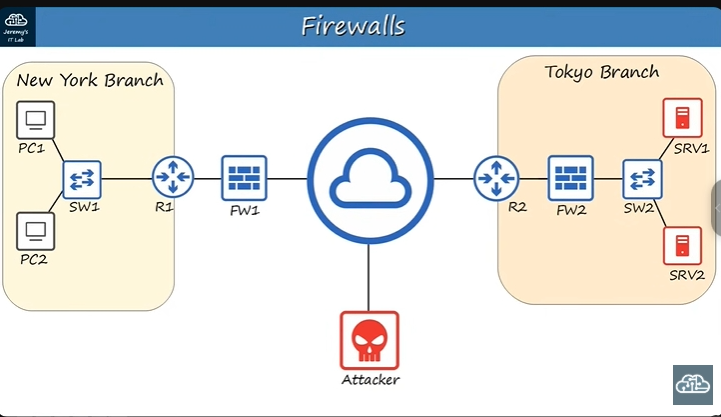 Jeremy's
IT Lab
Firewalls
New York Branch
Tokyo Branch
PC1
SRV1
SW1
R1
FW1
R2
FW2
SW2
PC2
SRV2
Attacker